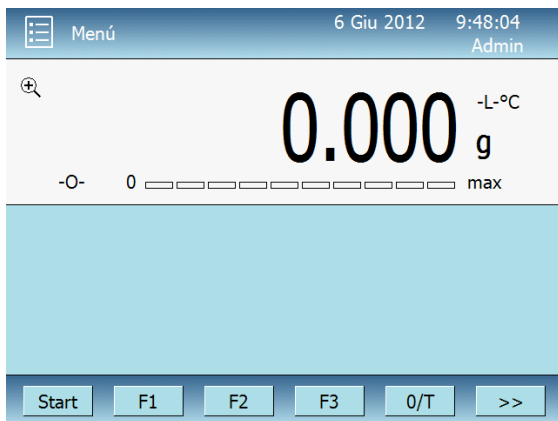 Menú 6 Giu 2012 9:48:04
Admin
0.000 -L-°C
g
-O- 0 max
Start F1 F2 F3 0/T >>